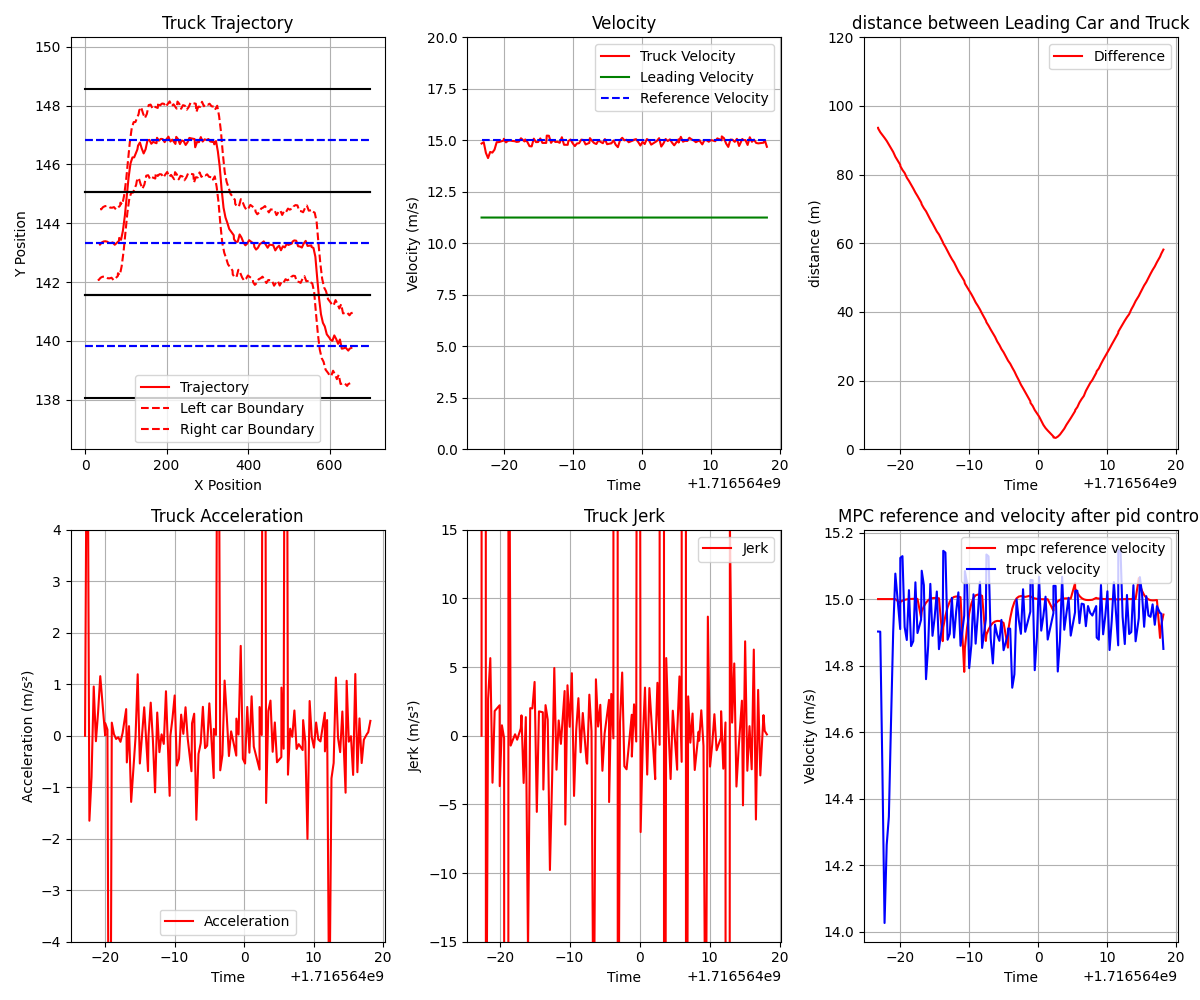 Truck Trajectory
150
148
146
144
142
140
138
Y Position
Trajectory
Left car Boundary
Right car Boundary
0
200
400
600
X Position
Velocity
20.0
17.5
15.0
12.5
10.0
7.5
5.0
2.5
0.0
Velocity (m/s)
Truck Velocity
Leading Velocity
Reference Velocity
−20
−10
0
10
20
Time
+1.716564e9
distance between Leading Car and Truck
120
100
80
60
40
20
0
distance (m)
Difference
−20
−10
0
10
20
Time
+1.716564e9
Truck Acceleration
4
3
2
1
0
−1
−2
−3
−4
Acceleration (m/s²)
Acceleration
−20
−10
0
10
20
Time
+1.716564e9
Truck Jerk
15
10
5
0
−5
−10
−15
Jerk (m/s³)
Jerk
−20
−10
0
10
20
Time
+1.716564e9
MPC reference and velocity after pid contro
15.2
15.0
14.8
14.6
14.4
14.2
14.0
Velocity (m/s)
mpc reference velocity
truck velocity
−20
−10
0
10
20
Time
+1.716564e9